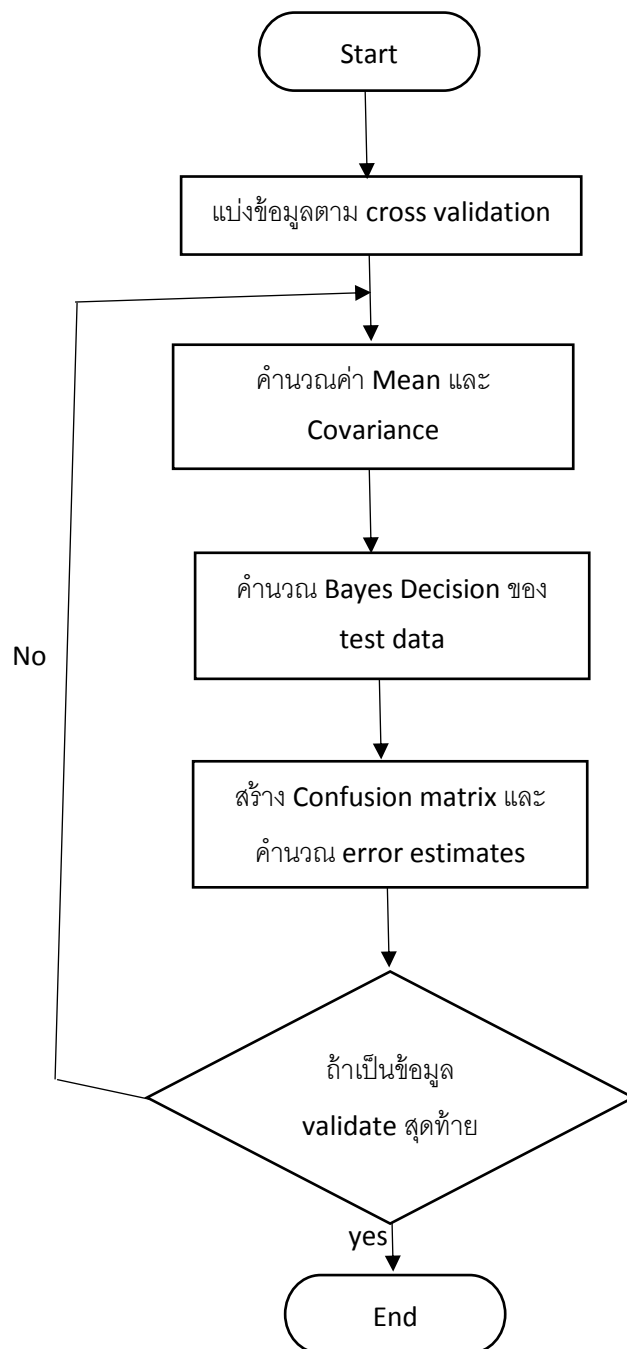 Start
แบ่งข้อมูลตาม cross validation
คำนวณค่า Mean และ
Covariance
คำนวณ Bayes Decision ของ
test data
No
สร้าง Confusion matrix และ
คำนวณ error estimates
ถ้าเป็นข้อมูล
validate สุดท้าย
yes
End